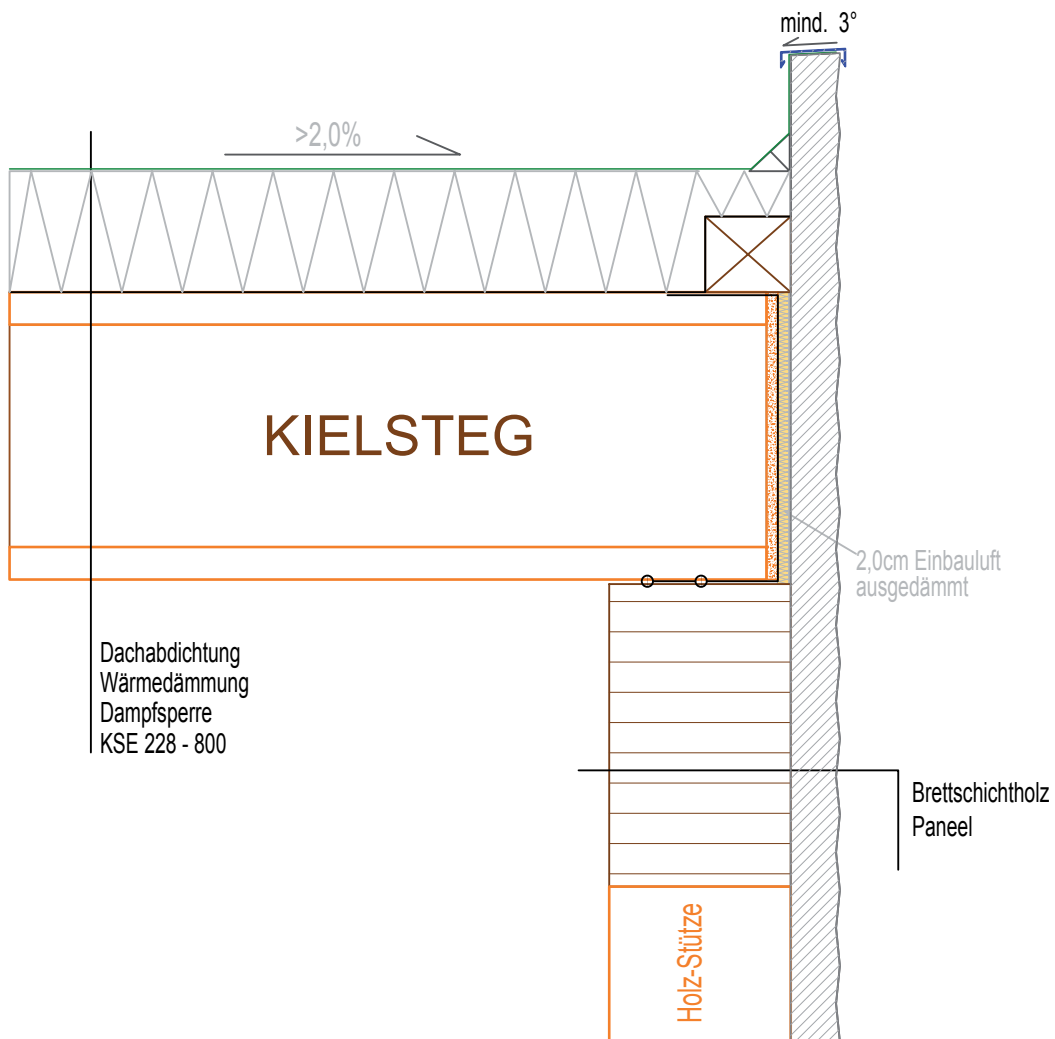 mind. 3°
>2,0%
KIELSTEG
2,0cm Einbauluft
ausgedämmt
Dachabdichtung
Wärmedämmung
Dampfsperre
KSE 228 - 800
Brettschichtholz
Paneel
Holz-Stütze